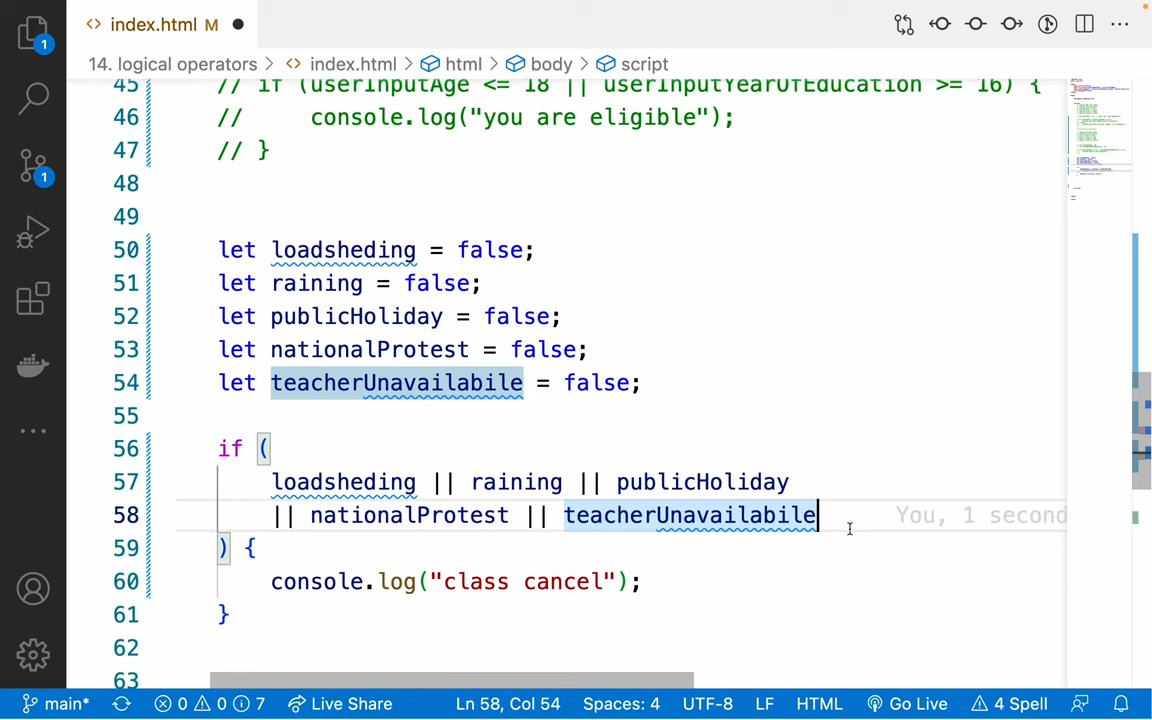 index.html M
14. logical operators > index.html > html > body > script
45 // if (userInputAge <= 18 || userInputYearOfEducation >= 16) {
46 //     console.log("you are eligible");
47 // }
48
49
50 let loadsheding = false;
51 let raining = false;
52 let publicHoliday = false;
53 let nationalProtest = false;
54 let teacherUnavailabile = false;
55
56 if (
57 loadsheding || raining || publicHoliday
58 || nationalProtest || teacherUnavailabile You, 1 second
59 ) {
60 console.log("class cancel");
61 }
62
63
1
1
main* 0 0 7 Live Share Ln 58, Col 54 Spaces: 4 UTF-8 LF HTML Go Live 4 Spell